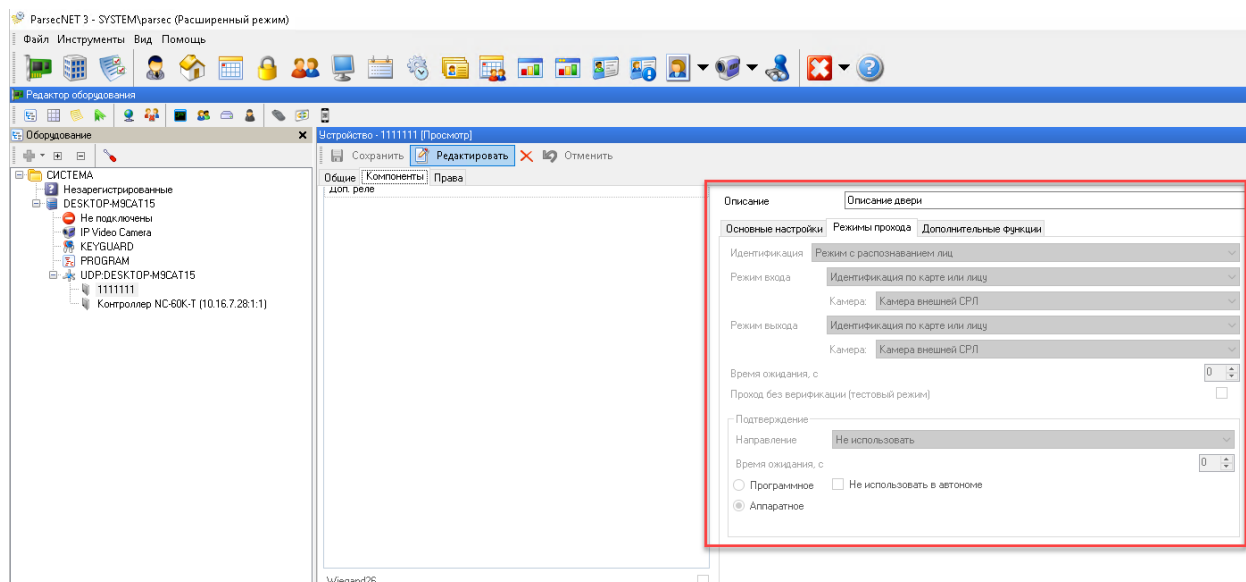 ParsecNET 3 - SYSTEM\parsec (Расширенный режим)
Файл Инструменты Вид Помощь
Редактор оборудования
Оборудование
СИСТЕМА
Незарегистрированные
DESKTOP-M9CAT15
Не подключены
IP Video Camera
KEYGUARD
PROGRAM
UDP:DESKTOP-M9CAT15
1111111
Контроллер NC-60K-T (10.16.7.28:1:1)
Устройство - 1111111 [Просмотр]
Сохранить Редактировать Отменить
Общие Компоненты Права
Доп. реле
Wiegand26
Описание Описание двери
Основные настройки Режимы прохода Дополнительные функции
Идентификация Режим с распознаванием лиц
Режим входа Идентификация по карте или лицу
Камера: Камера внешней СРЛ
Режим выхода Идентификация по карте или лицу
Камера: Камера внешней СРЛ
Время ожидания, с 0
Проход без верификации (тестовый режим)
Подтверждение
Направление Не использовать
Время ожидания, с 0
Программное Не использовать в автономе
Аппаратное